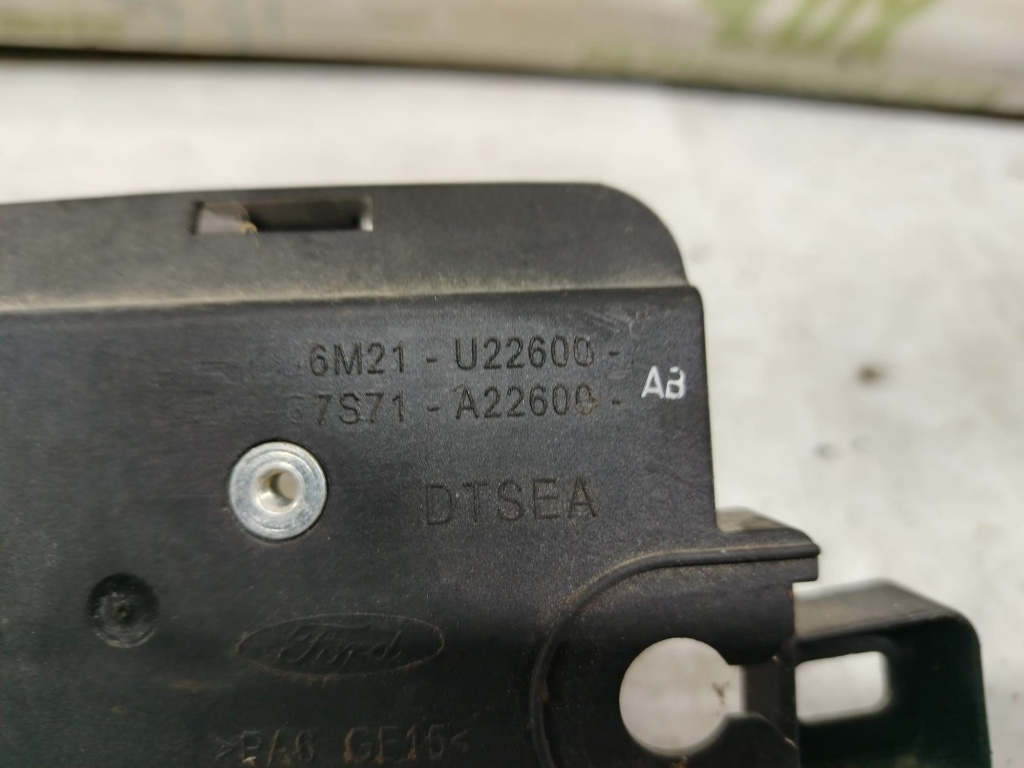 6M21 - U22600 -
7S71 - A22600 - AB
DTSEA
Ford
>PA6 GF15<